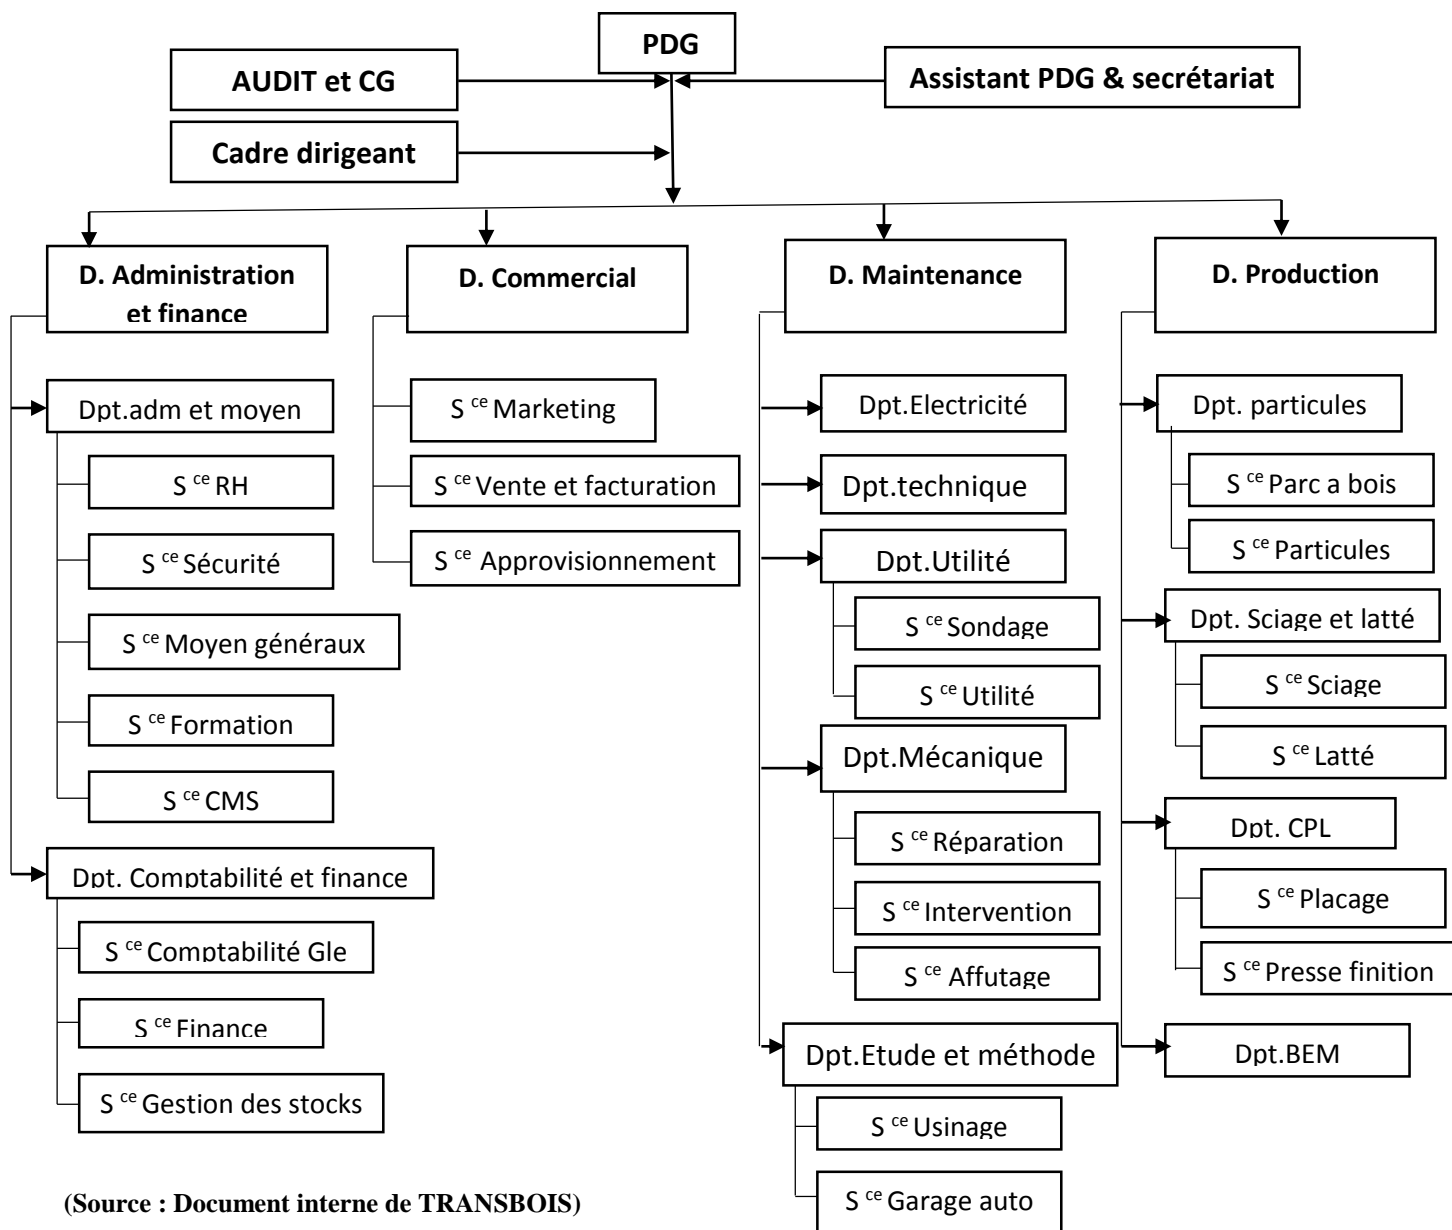 PDG
AUDIT et CG
Assistant PDG & secrétariat
Cadre dirigeant
D. Administration
et finance
Dpt.adm et moyen
S ce RH
S ce Sécurité
S ce Moyen généraux
S ce Formation
S ce CMS
Dpt. Comptabilité et finance
S ce Comptabilité Gle
S ce Finance
S ce Gestion des stocks
D. Commercial
S ce Marketing
S ce Vente et facturation
S ce Approvisionnement
D. Maintenance
Dpt.Electricité
Dpt.technique
Dpt.Utilité
S ce Sondage
S ce Utilité
Dpt.Mécanique
S ce Réparation
S ce Intervention
S ce Affutage
Dpt.Etude et méthode
S ce Usinage
S ce Garage auto
D. Production
Dpt. particules
S ce Parc a bois
S ce Particules
Dpt. Sciage et latté
S ce Sciage
S ce Latté
Dpt. CPL
S ce Placage
S ce Presse finition
Dpt.BEM
(Source : Document interne de TRANSBOIS)